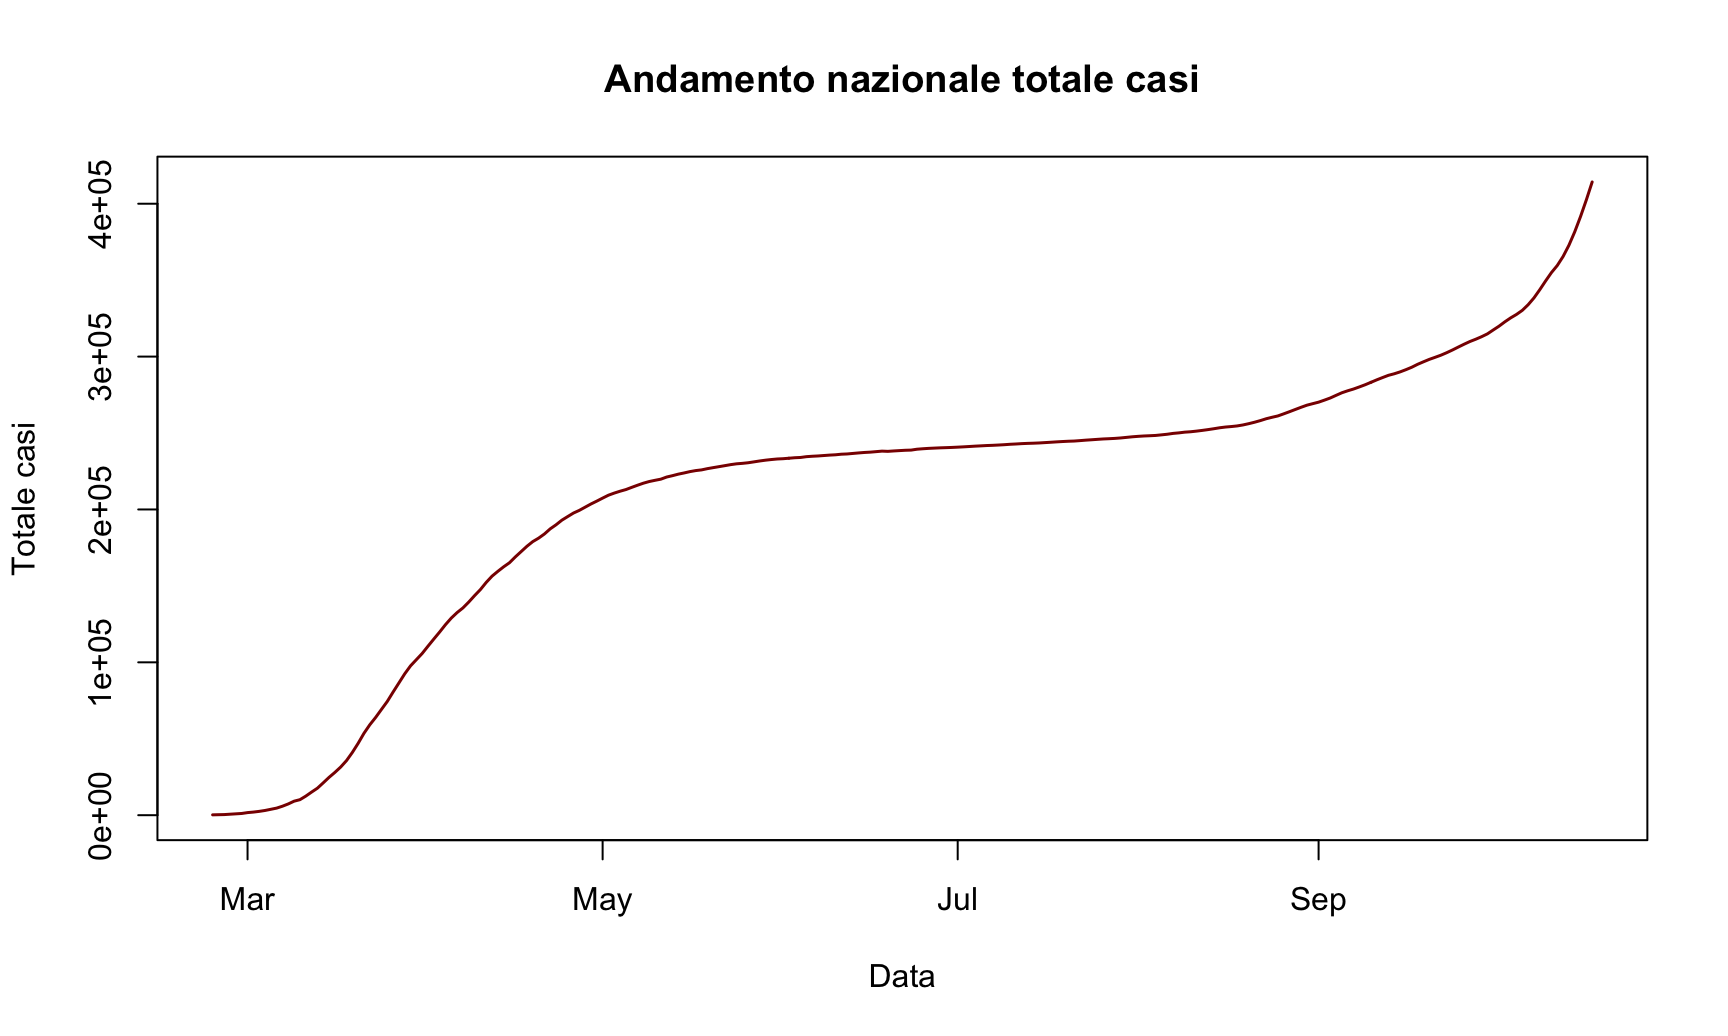 Andamento nazionale totale casi
Totale casi
4e+05
3e+05
2e+05
1e+05
0e+00
Mar May Jul Sep
Data